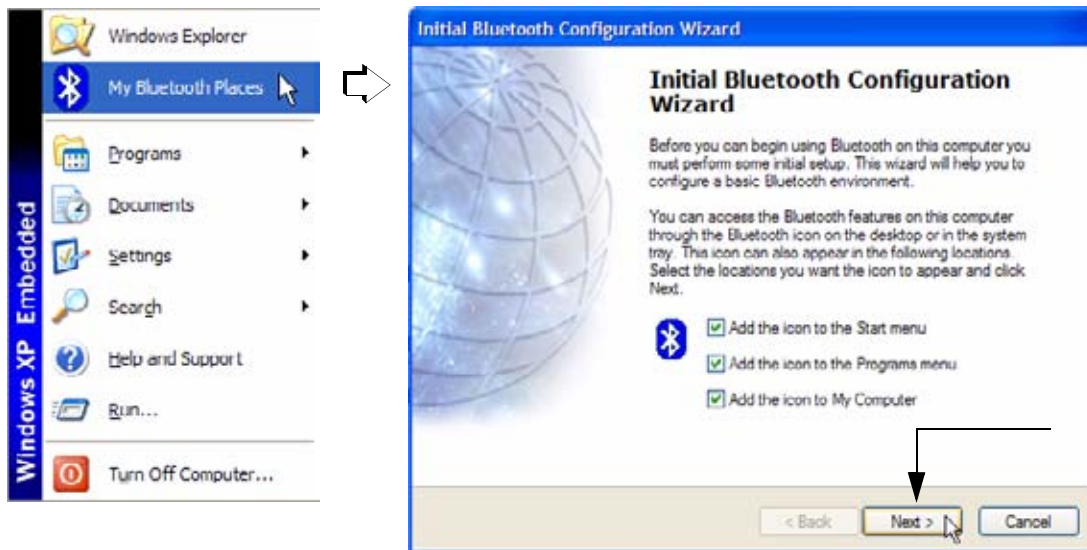 Windows Explorer
My Bluetooth Places
Programs
Documents
Settings
Search
Help and Support
Run...
Turn Off Computer...
Windows XP Embedded
Initial Bluetooth Configuration Wizard
Initial Bluetooth Configuration
Wizard
Before you can begin using Bluetooth on this computer you
must perform some initial setup. This wizard will help you to
configure a basic Bluetooth environment.
You can access the Bluetooth features on this computer
through the Bluetooth icon on the desktop or in the system
tray. This icon can also appear in the following locations.
Select the locations you want the icon to appear and click
Next.
Add the icon to the Start menu
Add the icon to the Programs menu
Add the icon to My Computer
< Back
Next >
Cancel